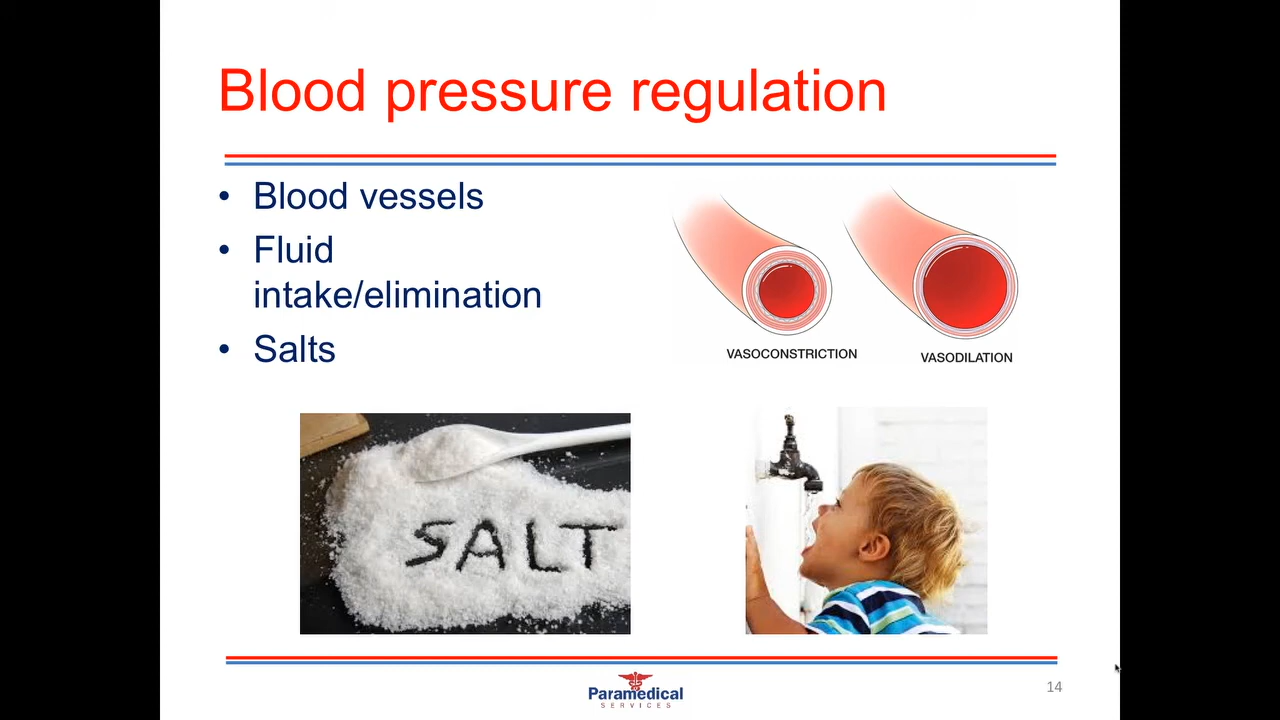 Blood pressure regulation
• Blood vessels
• Fluid
intake/elimination
• Salts
VASOCONSTRICTION
VASODILATION
SALT
Paramedical
SERVICES
14